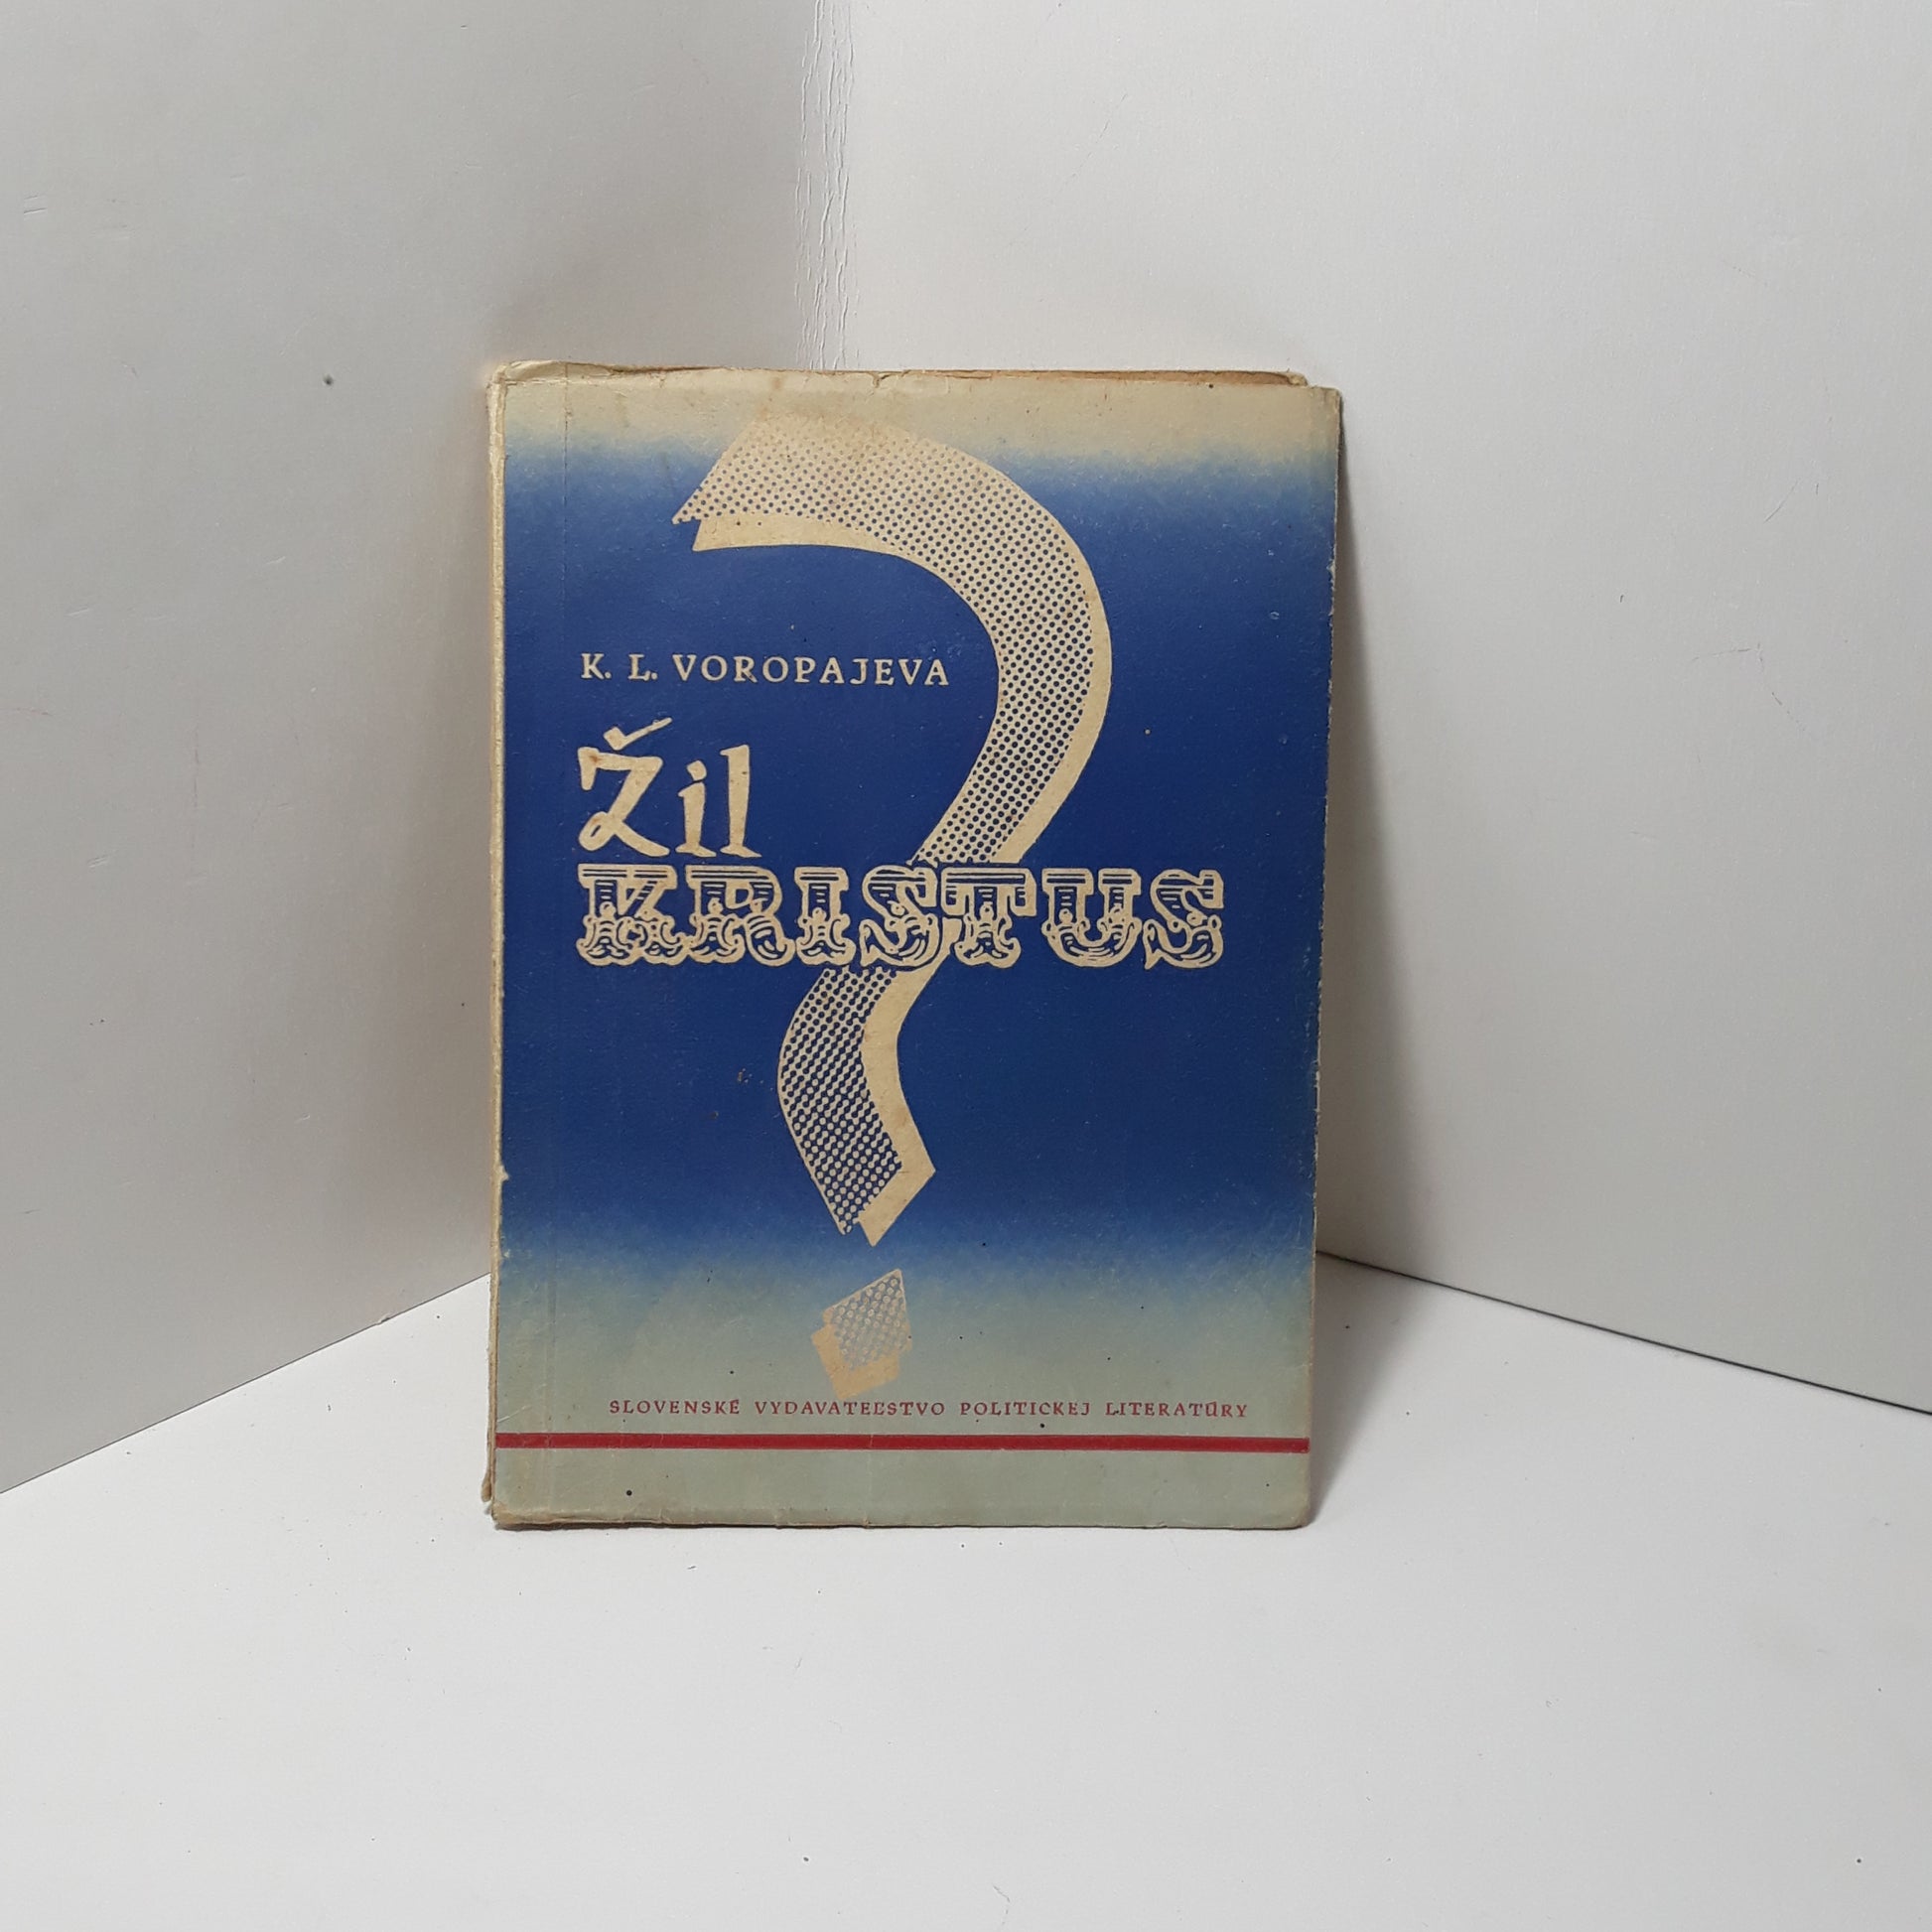 K. L. VOROPAJEVA
Žil
KRISTUS
?
SLOVENSKÉ VYDAVATEĽSTVO POLITICKEJ LITERATÚRY